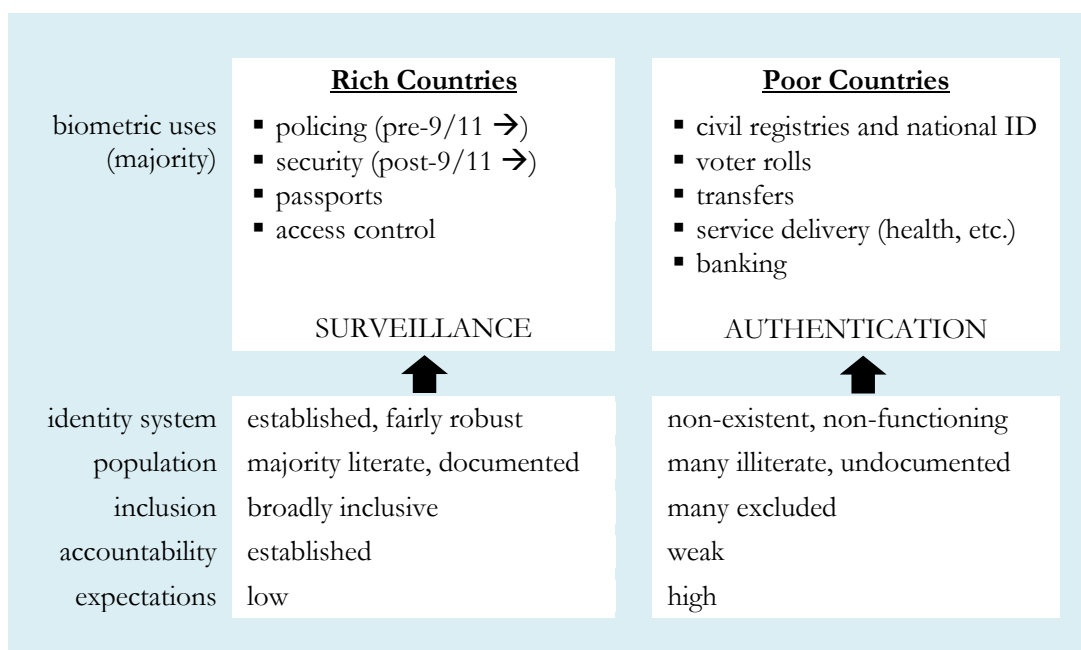 Rich Countries
Poor Countries
biometric uses
(majority)
▪ policing (pre-9/11 →)
▪ security (post-9/11 →)
▪ passports
▪ access control
SURVEILLANCE
▪ civil registries and national ID
▪ voter rolls
▪ transfers
▪ service delivery (health, etc.)
▪ banking
AUTHENTICATION
identity system established, fairly robust non-existent, non-functioning
population majority literate, documented many illiterate, undocumented
inclusion broadly inclusive many excluded
accountability established weak
expectations low high